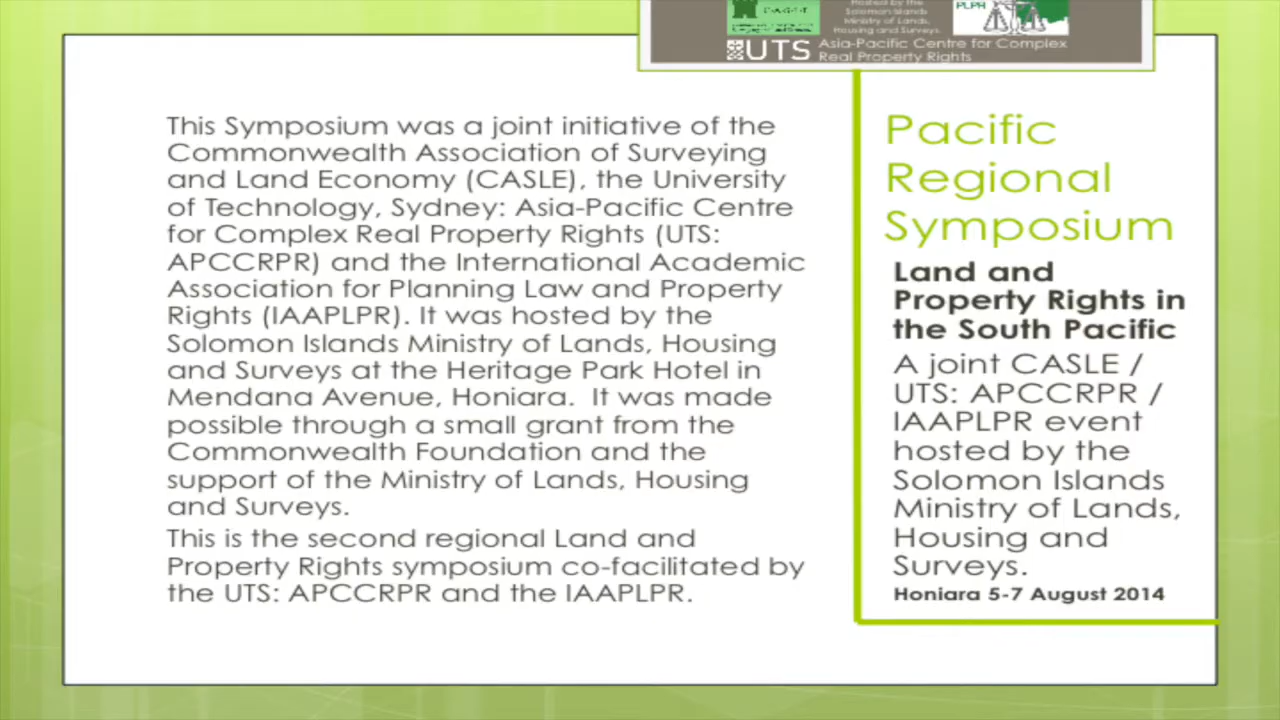 Hosted by the
Solomon Islands
Ministry of Lands,
Housing and Surveys.
PLPR
UTS Asia-Pacific Centre for Complex
Real Property Rights
This Symposium was a joint initiative of the
Commonwealth Association of Surveying
and Land Economy (CASLE), the University
of Technology, Sydney: Asia-Pacific Centre
for Complex Real Property Rights (UTS:
APCCRPR) and the International Academic
Association for Planning Law and Property
Rights (IAAPLPR). It was hosted by the
Solomon Islands Ministry of Lands, Housing
and Surveys at the Heritage Park Hotel in
Mendana Avenue, Honiara. It was made
possible through a small grant from the
Commonwealth Foundation and the
support of the Ministry of Lands, Housing
and Surveys.
This is the second regional Land and
Property Rights symposium co-facilitated by
the UTS: APCCRPR and the IAAPLPR.
Pacific
Regional
Symposium
Land and
Property Rights in
the South Pacific
A joint CASLE /
UTS: APCCRPR /
IAAPLPR event
hosted by the
Solomon Islands
Ministry of Lands,
Housing and
Surveys.
Honiara 5-7 August 2014